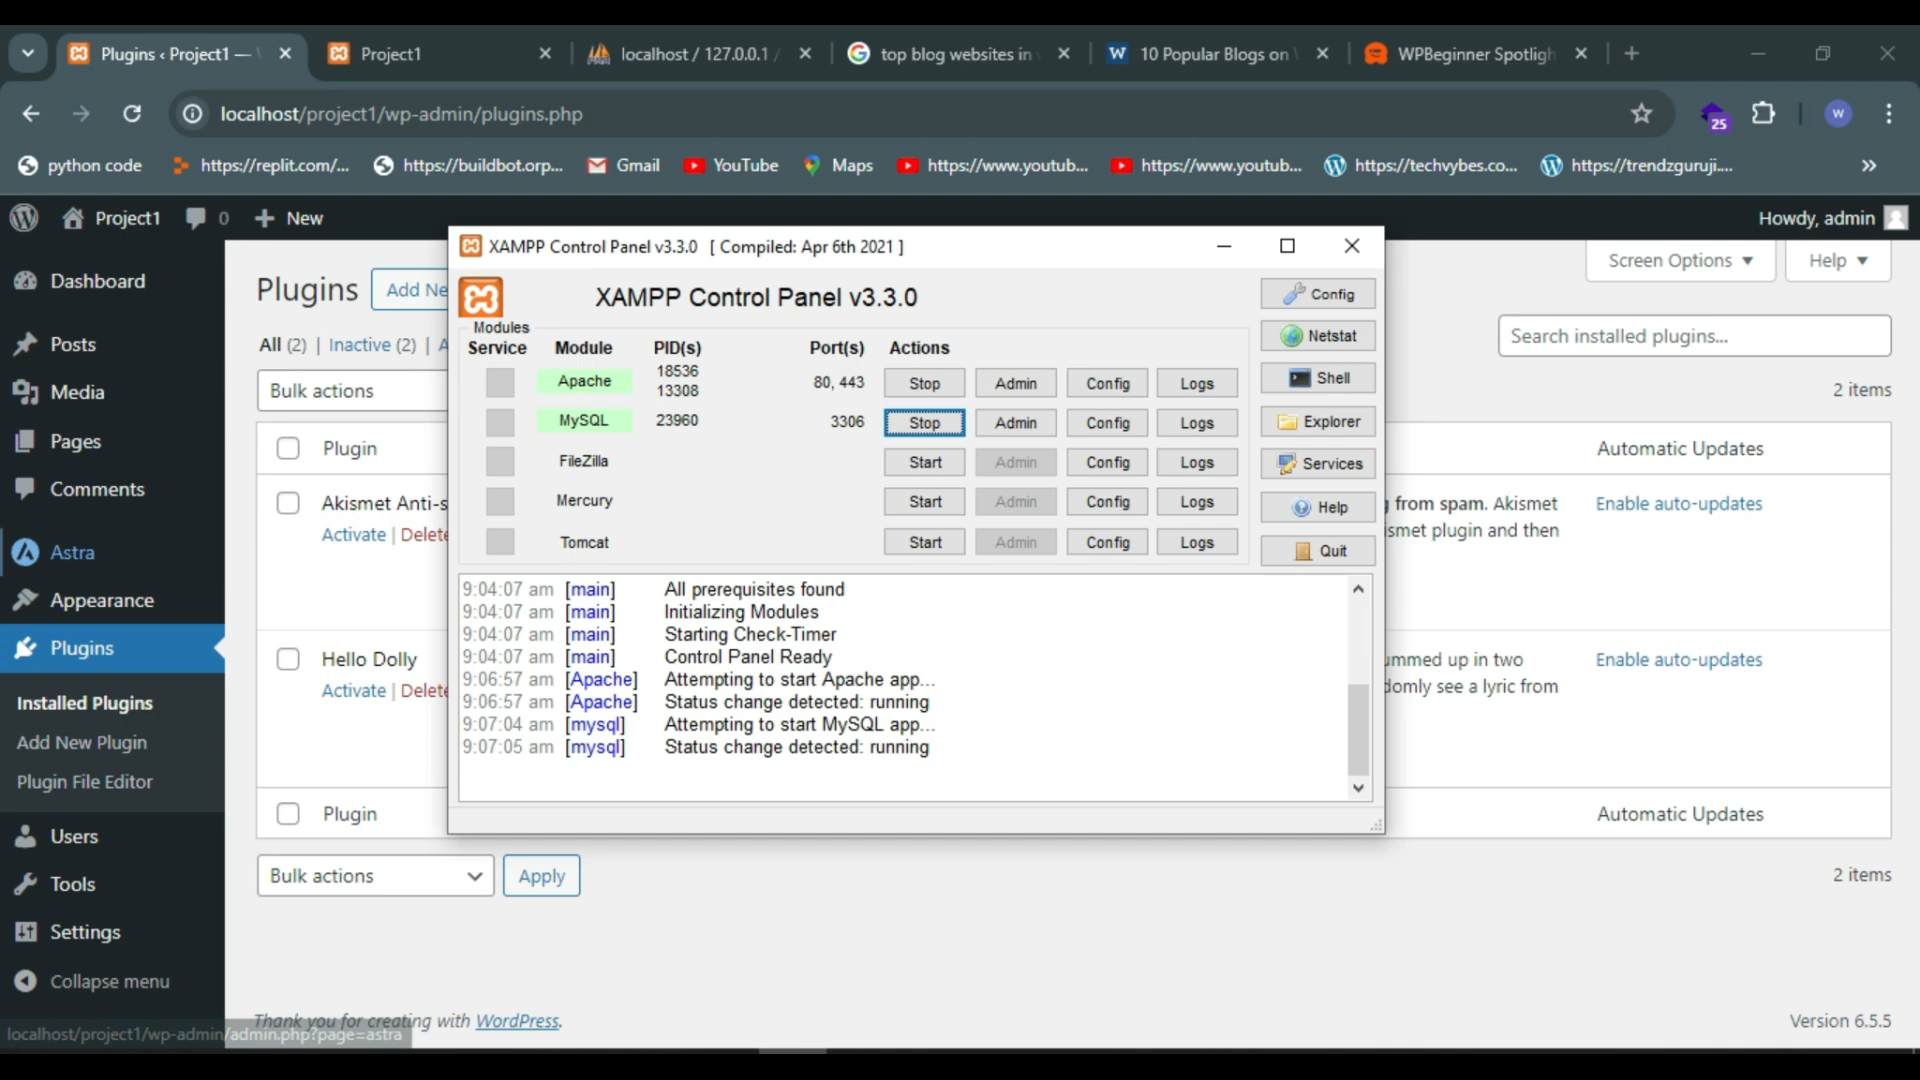 Plugins ‹ Project1 —
Project1
localhost / 127.0.0.1 /
top blog websites in
10 Popular Blogs on
WPBeginner Spotligh
localhost/project1/wp-admin/plugins.php
25
W
python code
https://replit.com/...
https://buildbot.orp...
Gmail
YouTube
Maps
https://www.youtub...
https://www.youtub...
https://techvybes.co...
https://trendzguruji....
Project1
0
New
Howdy, admin
XAMPP Control Panel v3.3.0 [ Compiled: Apr 6th 2021 ]
Dashboard
Posts
Media
Pages
Comments
Astra
Appearance
Plugins
Installed Plugins
Add New Plugin
Plugin File Editor
Users
Tools
Settings
Collapse menu
Plugins
Add Ne
Screen Options
Help
All (2) | Inactive (2) |
Search installed plugins...
Bulk actions
2 items
Plugin
Automatic Updates
Akismet Anti-s
Activate | Delete
from spam. Akismet
smet plugin and then
Enable auto-updates
Hello Dolly
Activate | Delete
ummed up in two
domly see a lyric from
Enable auto-updates
Plugin
Automatic Updates
Bulk actions
Apply
2 items
Thank you for creating with WordPress.
Version 6.5.5
localhost/project1/wp-admin/admin.php?page=astra
XAMPP Control Panel v3.3.0
Modules
Service Module PID(s) Port(s) Actions
Apache 18536 13308 80, 443 Stop Admin Config Logs
MySQL 23960 3306 Stop Admin Config Logs
FileZilla Start Admin Config Logs
Mercury Start Admin Config Logs
Tomcat Start Admin Config Logs
Config
Netstat
Shell
Explorer
Services
Help
Quit
9:04:07 am [main] All prerequisites found
9:04:07 am [main] Initializing Modules
9:04:07 am [main] Starting Check-Timer
9:04:07 am [main] Control Panel Ready
9:06:57 am [Apache] Attempting to start Apache app...
9:06:57 am [Apache] Status change detected: running
9:07:04 am [mysql] Attempting to start MySQL app...
9:07:05 am [mysql] Status change detected: running